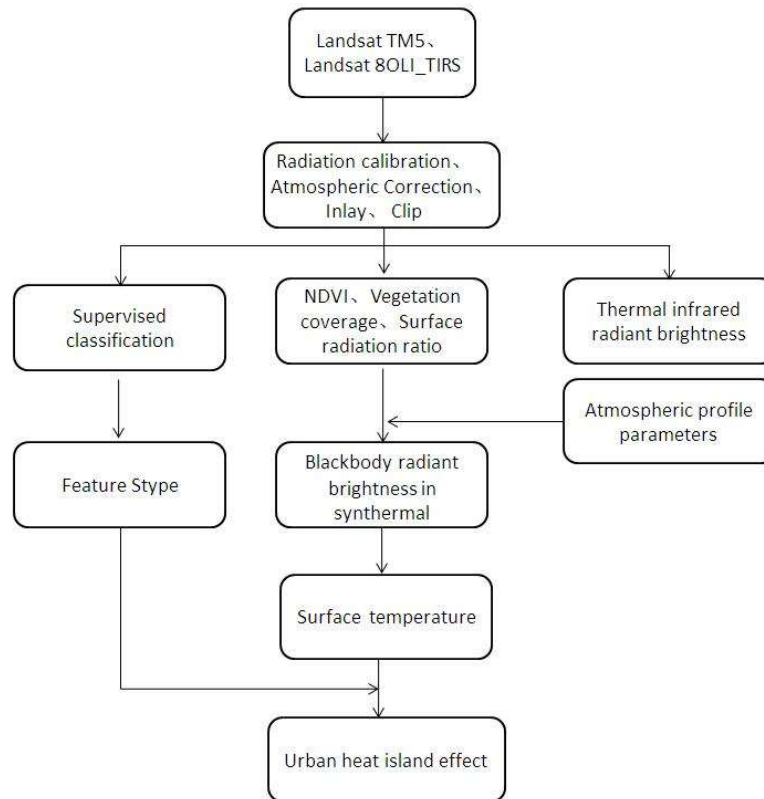 Landsat TM5、
Landsat 8OLI_TIRS
Radiation calibration、
Atmospheric Correction、
Inlay、 Clip
Supervised
classification
NDVI、Vegetation
coverage、Surface
radiation ratio
Thermal infrared
radiant brightness
Atmospheric profile
parameters
Feature Stype
Blackbody radiant
brightness in
synthermal
Surface temperature
Urban heat island effect